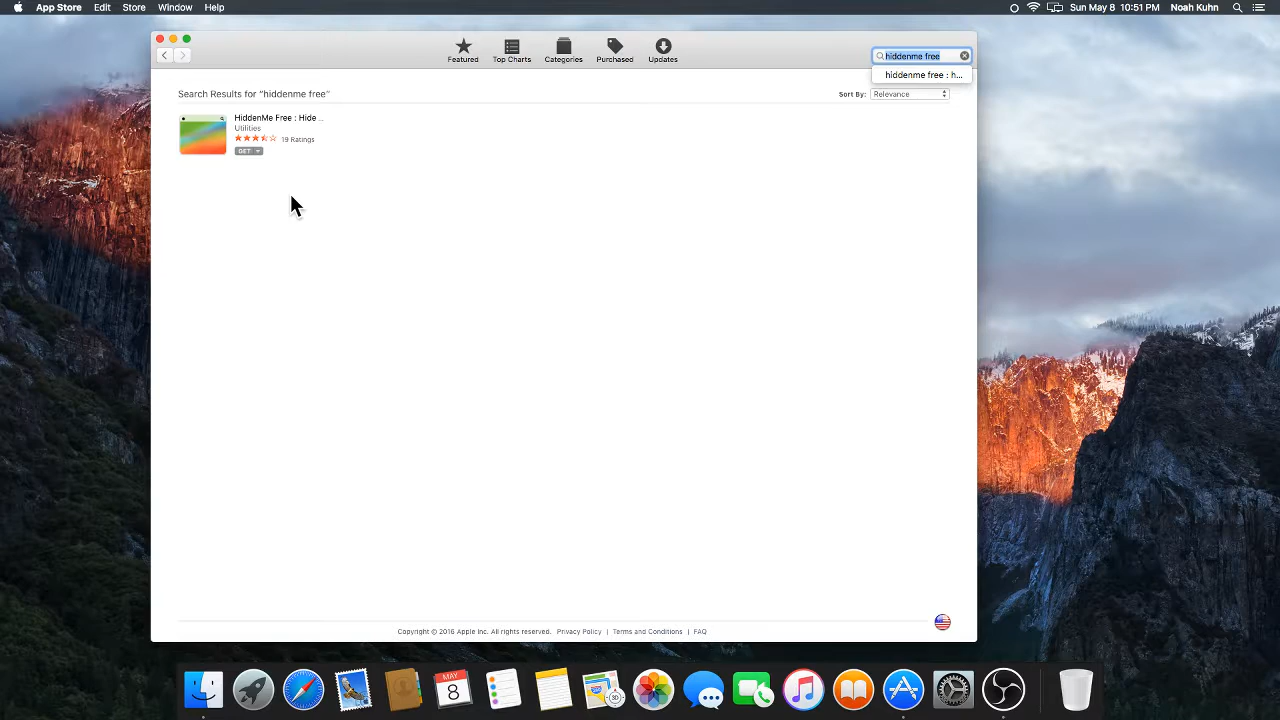 App Store Edit Store Window Help
Sun May 8 10:51 PM Noah Kuhn
Featured Top Charts Categories Purchased Updates
hiddenme free
hiddenme free : h...
Search Results for “hiddenme free”
Sort By: Relevance
HiddenMe Free : Hide ...
Utilities
19 Ratings
GET
Copyright © 2016 Apple Inc. All rights reserved. Privacy Policy | Terms and Conditions | FAQ
MAY
8
3D